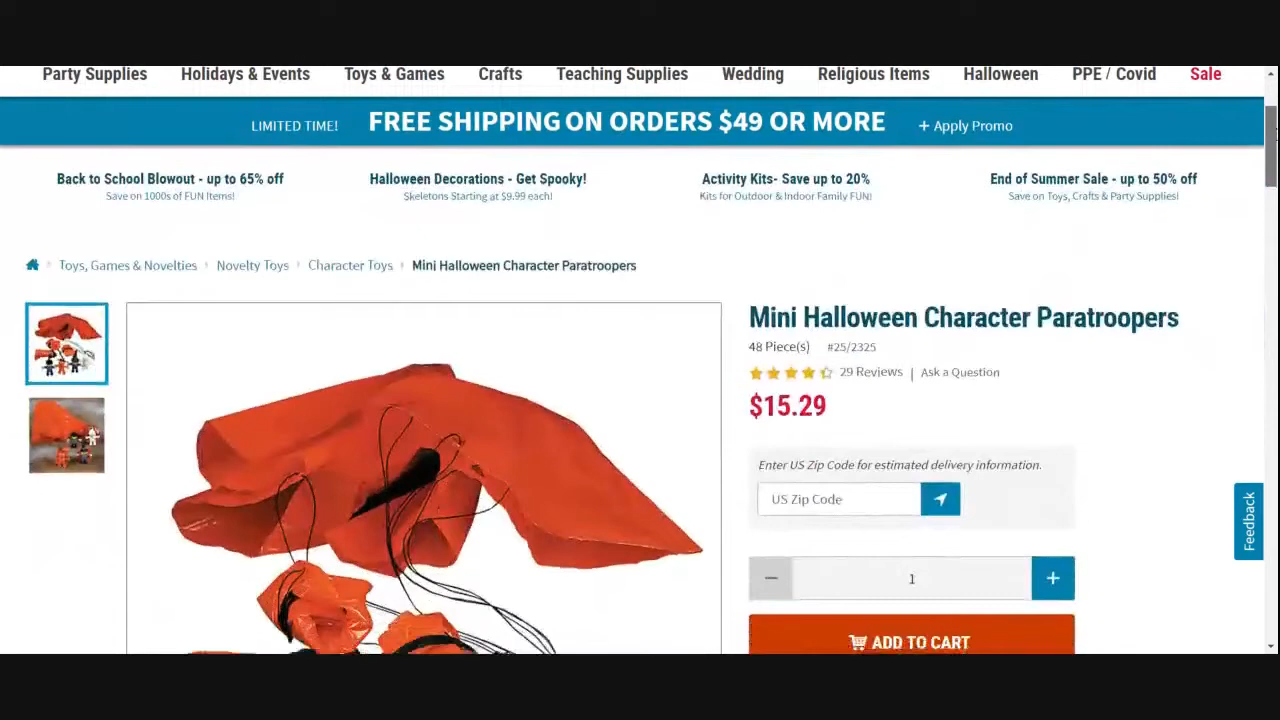 Party Supplies Holidays & Events Toys & Games Crafts Teaching Supplies Wedding Religious Items Halloween PPE / Covid Sale
LIMITED TIME! FREE SHIPPING ON ORDERS $49 OR MORE + Apply Promo
Back to School Blowout - up to 65% off Halloween Decorations - Get Spooky! Activity Kits- Save up to 20% End of Summer Sale - up to 50% off
Save on 1000s of FUN Items! Skeletons Starting at $9.99 each! Kits for Outdoor & Indoor Family FUN! Save on Toys, Crafts & Party Supplies!
Toys, Games & Novelties Novelty Toys Character Toys Mini Halloween Character Paratroopers
Mini Halloween Character Paratroopers
48 Piece(s) #25/2325
29 Reviews | Ask a Question
$15.29
Enter US Zip Code for estimated delivery information.
US Zip Code
Feedback
1
ADD TO CART